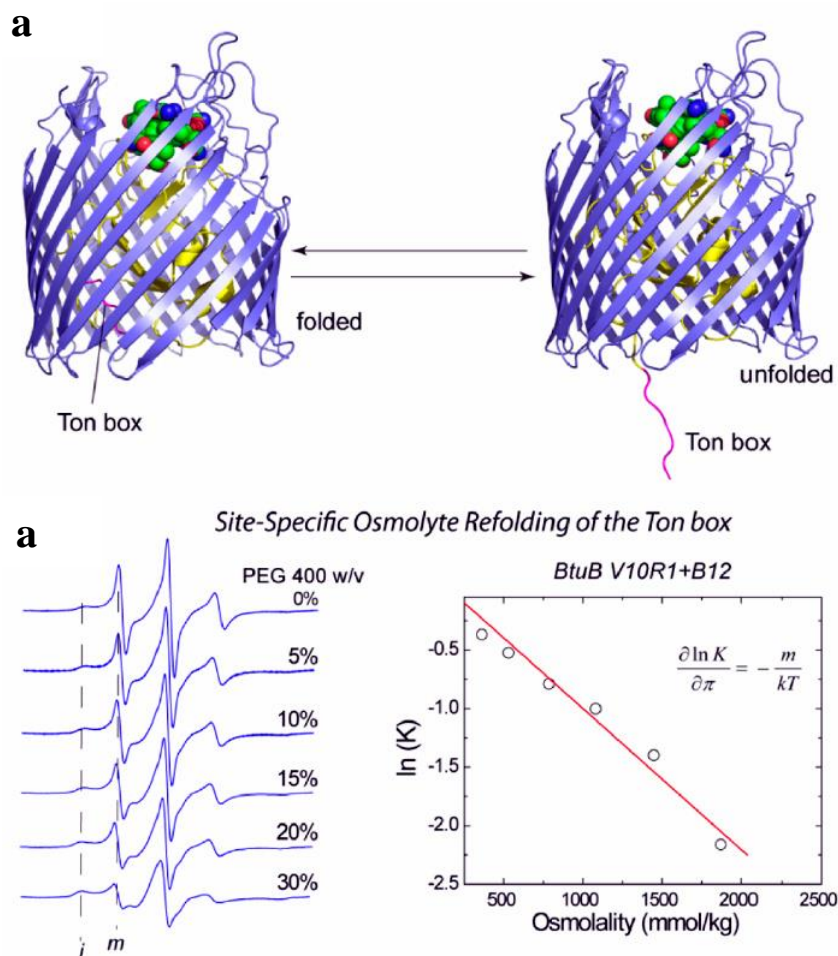 a
folded
unfolded
Ton box
Ton box
a
Site-Specific Osmolyte Refolding of the Ton box
PEG 400 w/v
0%
5%
10%
15%
20%
30%
i
m
BtuB V10R1+B12
∂ ln K / ∂π = − m / kT
ln (K)
-0.5
-1.0
-1.5
-2.0
-2.5
500
1000
1500
2000
2500
Osmolality (mmol/kg)